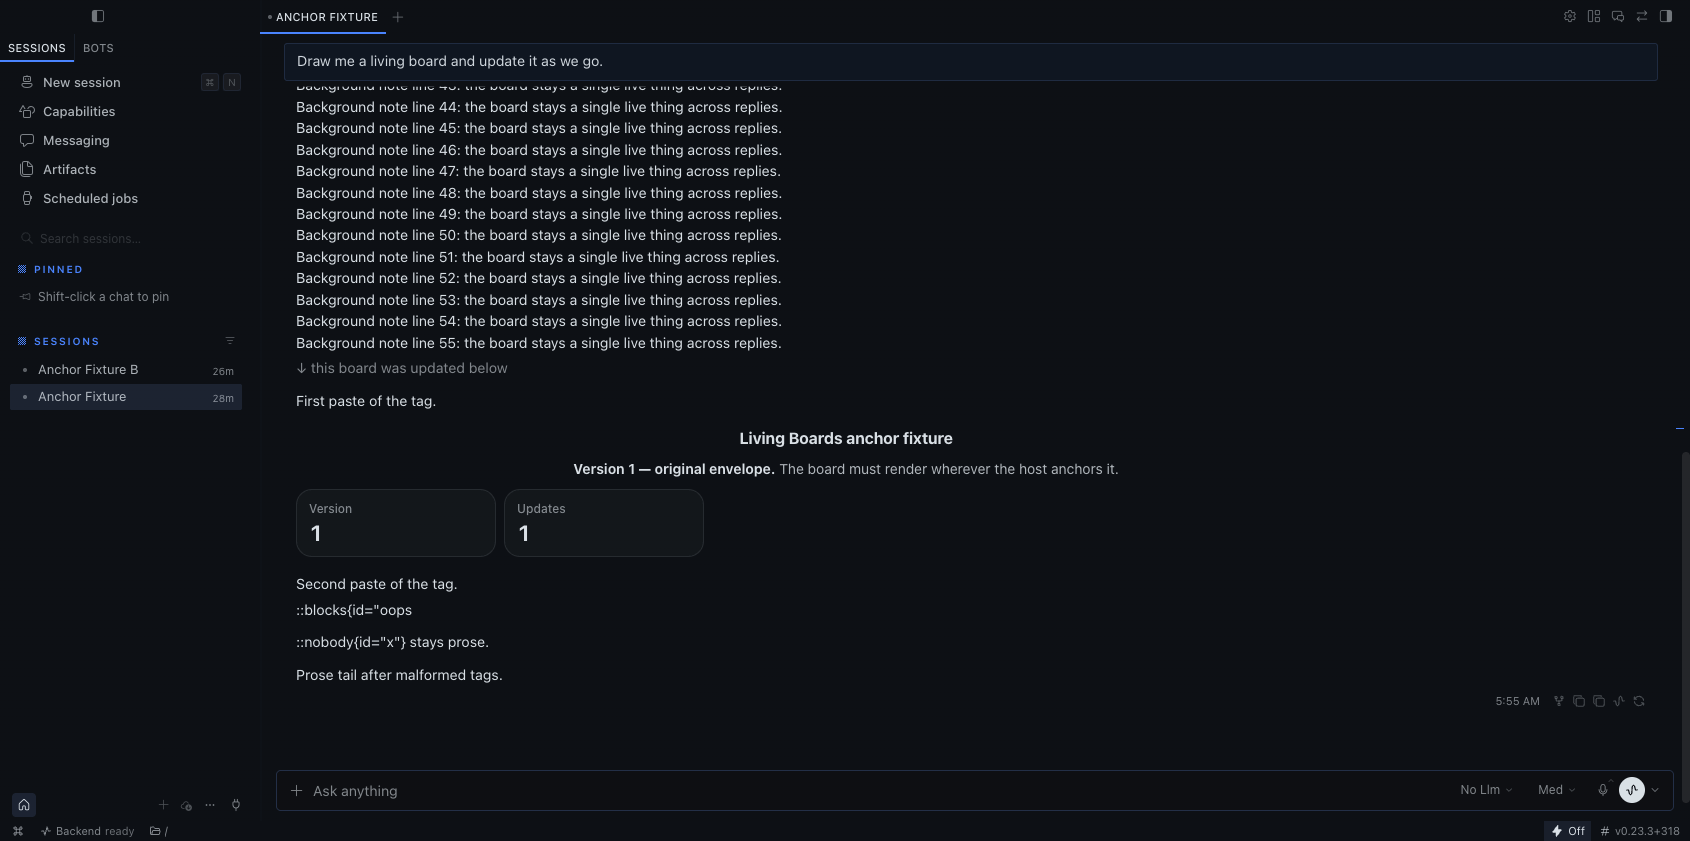 ANCHOR FIXTURE
SESSIONS
BOTS
New session
⌘ N
Capabilities
Messaging
Artifacts
Scheduled jobs
Search sessions...
PINNED
Shift-click a chat to pin
SESSIONS
Anchor Fixture B
26m
Anchor Fixture
28m
Draw me a living board and update it as we go.
Background note line 43: the board stays a single live thing across replies.
Background note line 44: the board stays a single live thing across replies.
Background note line 45: the board stays a single live thing across replies.
Background note line 46: the board stays a single live thing across replies.
Background note line 47: the board stays a single live thing across replies.
Background note line 48: the board stays a single live thing across replies.
Background note line 49: the board stays a single live thing across replies.
Background note line 50: the board stays a single live thing across replies.
Background note line 51: the board stays a single live thing across replies.
Background note line 52: the board stays a single live thing across replies.
Background note line 53: the board stays a single live thing across replies.
Background note line 54: the board stays a single live thing across replies.
Background note line 55: the board stays a single live thing across replies.
↓ this board was updated below
First paste of the tag.
Living Boards anchor fixture
Version 1 — original envelope. The board must render wherever the host anchors it.
Version
1
Updates
1
Second paste of the tag.
::blocks{id="oops
::nobody{id="x"} stays prose.
Prose tail after malformed tags.
5:55 AM
Ask anything
No Llm
Med
Backend ready
/
Off
# v0.23.3+318